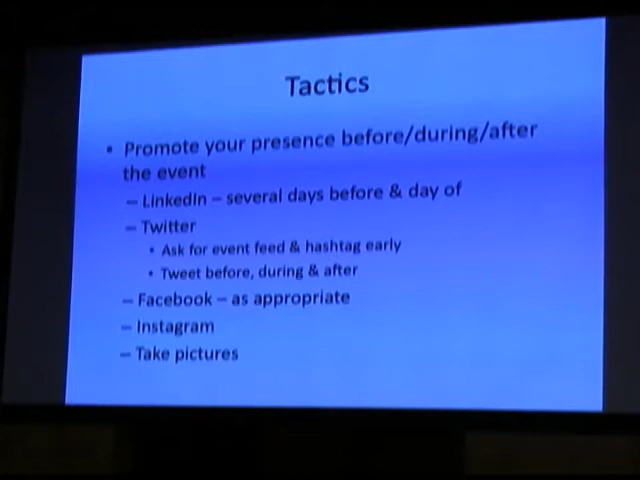 Tactics
• Promote your presence before/during/after
the event
– LinkedIn – several days before & day of
– Twitter
• Ask for event feed & hashtag early
• Tweet before, during & after
– Facebook – as appropriate
– Instagram
– Take pictures